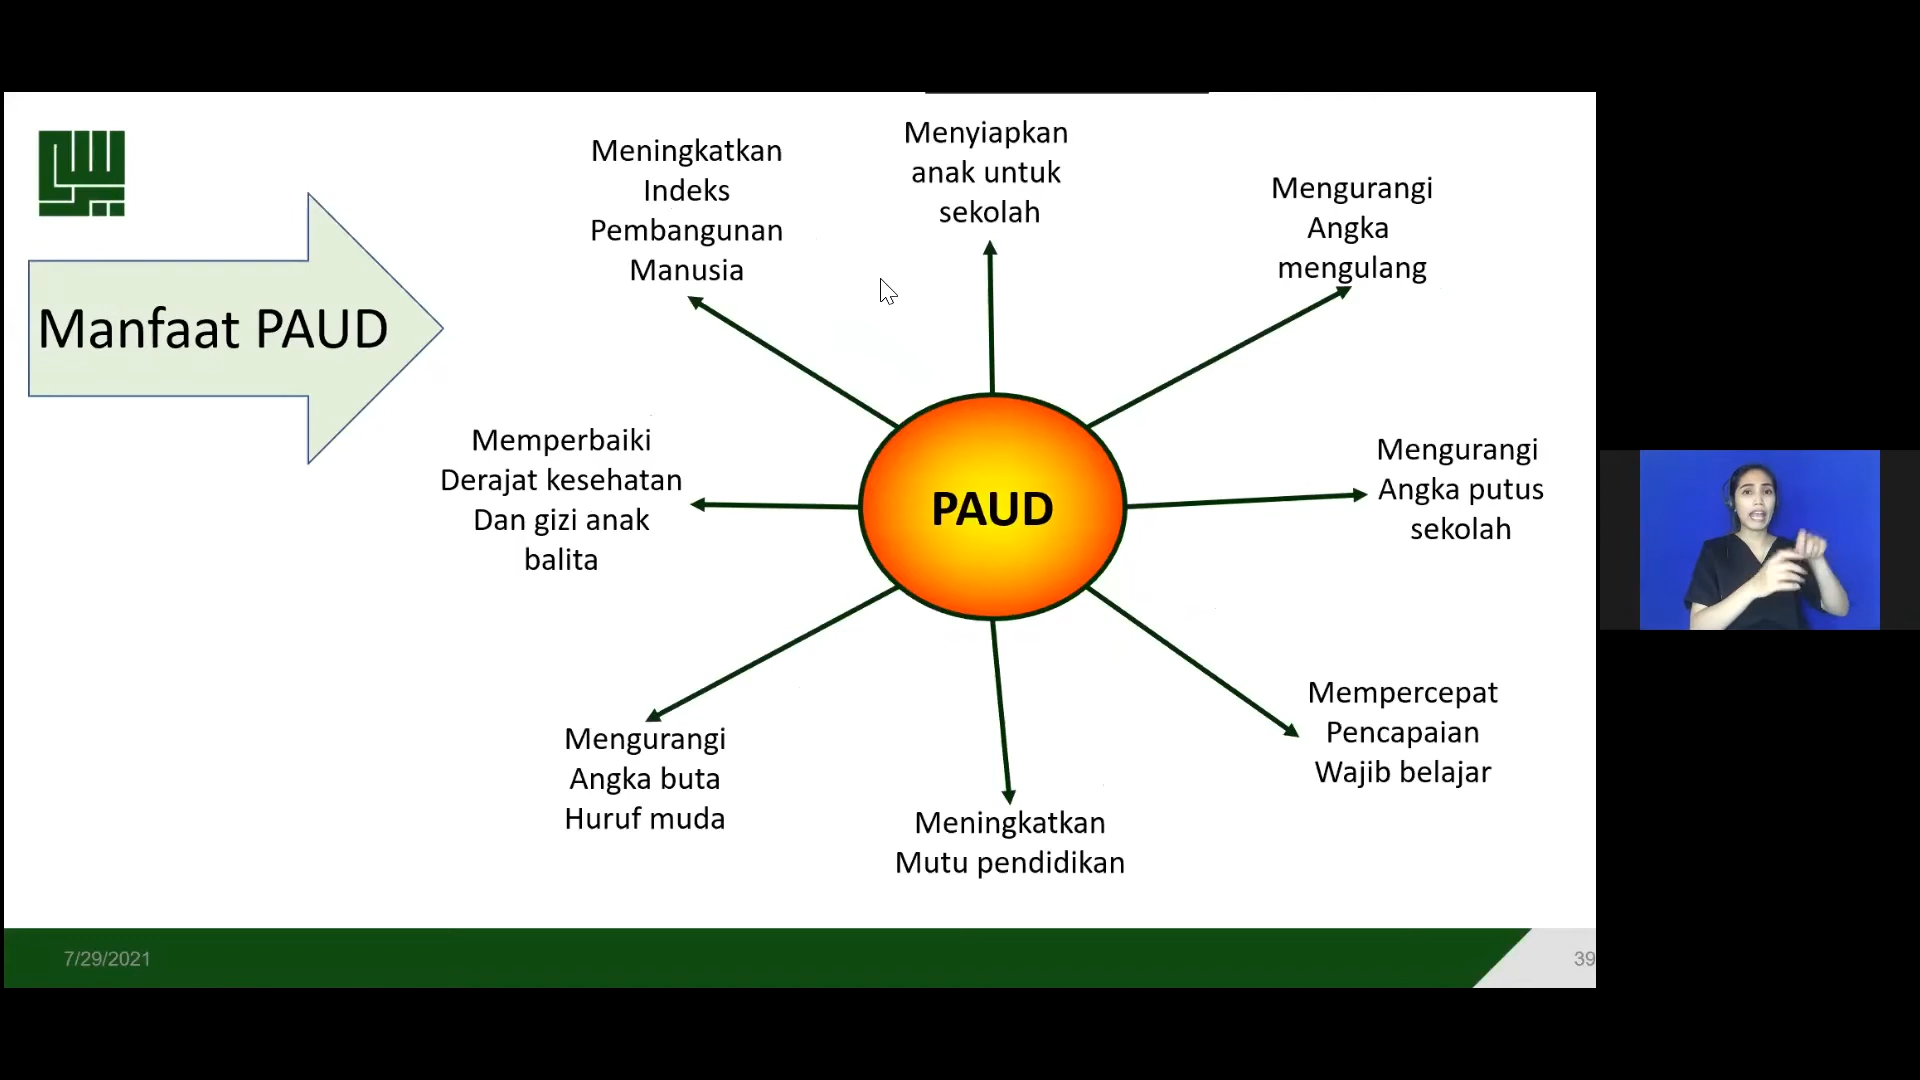 Manfaat PAUD
Meningkatkan
Indeks
Pembangunan
Manusia
Menyiapkan
anak untuk
sekolah
Mengurangi
Angka
mengulang
Memperbaiki
Derajat kesehatan
Dan gizi anak
balita
PAUD
Mengurangi
Angka putus
sekolah
Mengurangi
Angka buta
Huruf muda
Meningkatkan
Mutu pendidikan
Mempercepat
Pencapaian
Wajib belajar
7/29/2021
39